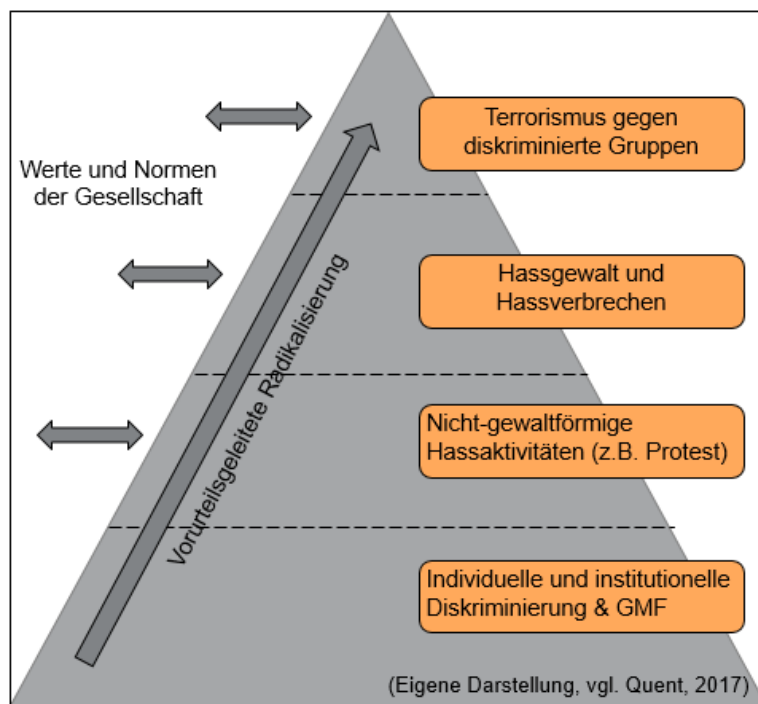 Terrorismus gegen
diskriminierte Gruppen
Werte und Normen
der Gesellschaft
Hassgewalt und
Hassverbrechen
Vorurteilsgeleitete Radikalisierung
Nicht-gewaltförmige
Hassaktivitäten (z.B. Protest)
Individuelle und institutionelle
Diskriminierung & GMF
(Eigene Darstellung, vgl. Quent, 2017)